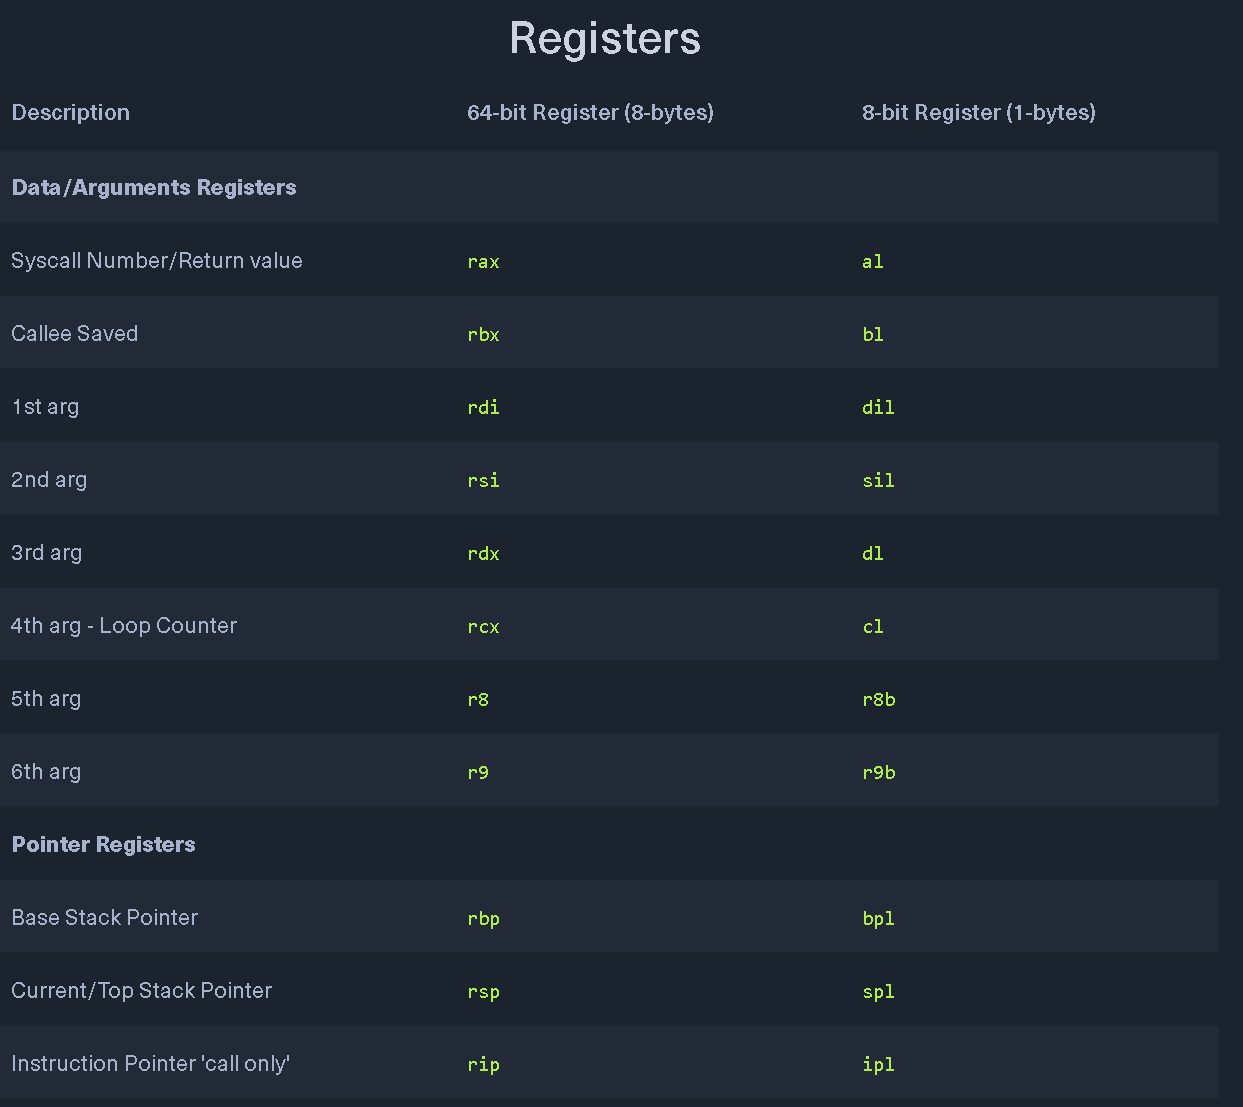 Registers
Description 64-bit Register (8-bytes) 8-bit Register (1-bytes)
Data/Arguments Registers
Syscall Number/Return value rax al
Callee Saved rbx bl
1st arg rdi dil
2nd arg rsi sil
3rd arg rdx dl
4th arg - Loop Counter rcx cl
5th arg r8 r8b
6th arg r9 r9b
Pointer Registers
Base Stack Pointer rbp bpl
Current/Top Stack Pointer rsp spl
Instruction Pointer 'call only' rip ipl